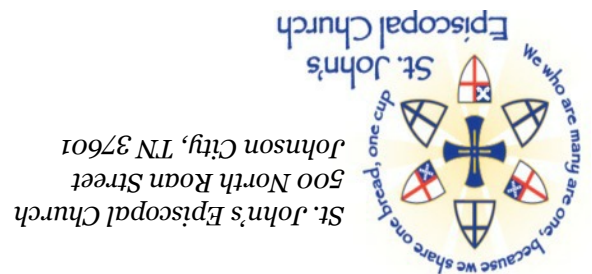 St. John's Episcopal Church
500 North Roan Street
Johnson City, TN 37601
We who are many are one, because we share one bread, one cup
St. John's
Episcopal Church